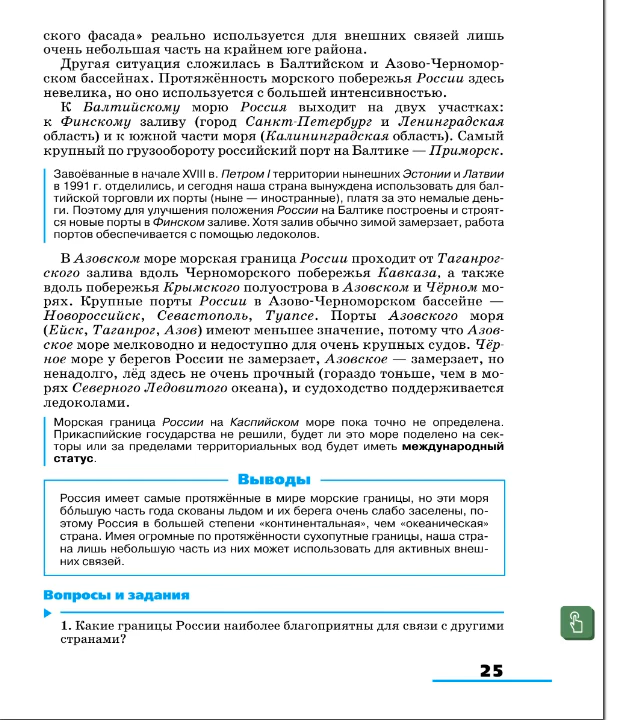 ского фасада» реально используется для внешних связей лишь
очень небольшая часть на крайнем юге района.
Другая ситуация сложилась в Балтийском и Азово-Черномор-
ском бассейнах. Протяжённость морского побережья России здесь
невелика, но оно используется с большей интенсивностью.
К Балтийскому морю Россия выходит на двух участках:
к Финскому заливу (город Санкт-Петербург и Ленинградская
область) и к южной части моря (Калининградская область). Самый
крупный по грузообороту российский порт на Балтике — Приморск.
Завоёванные в начале XVIII в. Петром I территории нынешних Эстонии и Латвии
в 1991 г. отделились, и сегодня наша страна вынуждена использовать для бал-
тийской торговли их порты (ныне — иностранные), платя за это немалые день-
ги. Поэтому для улучшения положения России на Балтике построены и строят-
ся новые порты в Финском заливе. Хотя залив обычно зимой замерзает, работа
портов обеспечивается с помощью ледоколов.
В Азовском море морская граница России проходит от Таганрог-
ского залива вдоль Черноморского побережья Кавказа, а также
вдоль побережья Крымского полуострова в Азовском и Чёрном мо-
рях. Крупные порты России в Азово-Черноморском бассейне —
Новороссийск, Севастополь, Туапсе. Порты Азовского моря
(Ейск, Таганрог, Азов) имеют меньшее значение, потому что Азов-
ское море мелководно и недоступно для очень крупных судов. Чёр-
ное море у берегов России не замерзает, Азовское — замерзает, но
ненадолго, лёд здесь не очень прочный (гораздо тоньше, чем в мо-
рях Северного Ледовитого океана), и судоходство поддерживается
ледоколами.
Морская граница России на Каспийском море пока точно не определена.
Прикаспийские государства не решили, будет ли это море поделено на сек-
торы или за пределами территориальных вод будет иметь международный
статус.
Выводы
Россия имеет самые протяжённые в мире морские границы, но эти моря
бо́льшую часть года скованы льдом и их берега очень слабо заселены, по-
этому Россия в большей степени «континентальная», чем «океаническая»
страна. Имея огромные по протяжённости сухопутные границы, наша стра-
на лишь небольшую часть из них может использовать для активных внеш-
них связей.
Вопросы и задания
1. Какие границы России наиболее благоприятны для связи с другими
странами?
25